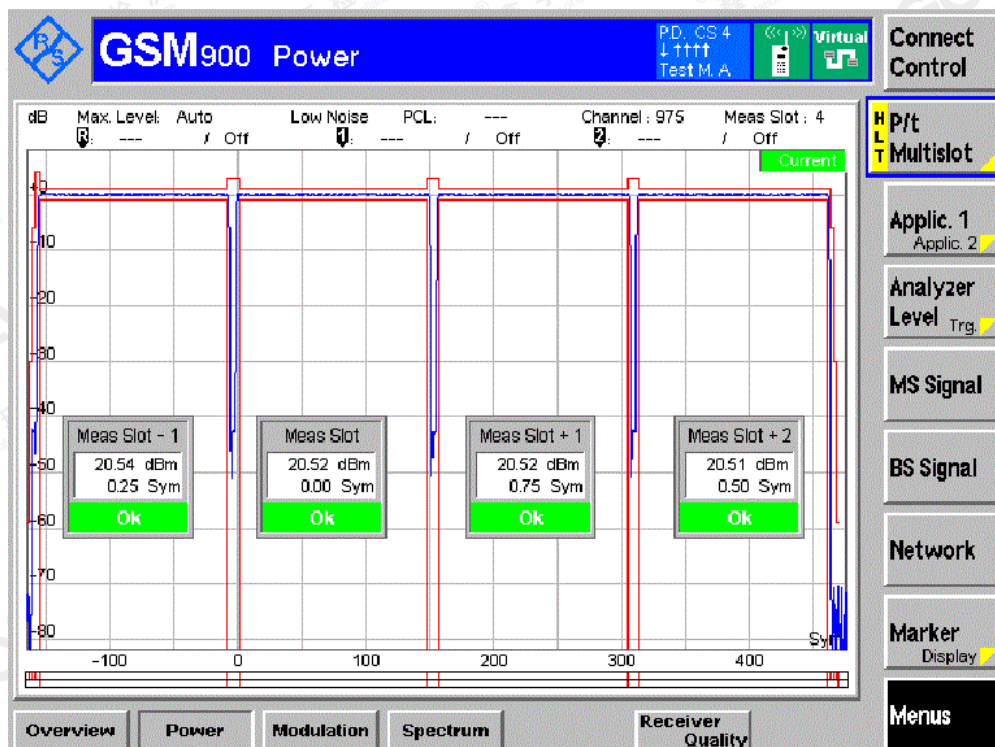 R/S
GSM900 Power
PD. CS 4
↓ ↑↑↑↑
Test M. A.
Virtual
Connect
Control
dB Max. Level: Auto Low Noise PCL: --- Channel : 975 Meas Slot : 4
R: --- / Off 1: --- / Off 2: --- / Off
Current
HLT P/t
Multislot
Applic. 1
Applic. 2
Analyzer
Level Trg.
MS Signal
BS Signal
Network
Marker
Display
Menus
+0
-10
-20
-30
-40
-50
-60
-70
-80
Meas Slot - 1 Meas Slot Meas Slot + 1 Meas Slot + 2
20.54 dBm 20.52 dBm 20.52 dBm 20.51 dBm
0.25 Sym 0.00 Sym 0.75 Sym 0.50 Sym
Ok Ok Ok Ok
Sym
-100 0 100 200 300 400
Overview Power Modulation Spectrum Receiver
Quality